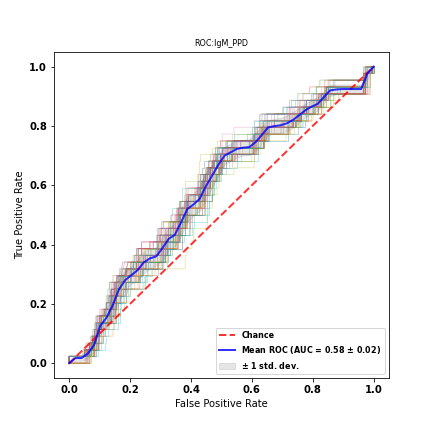 ROC:IgM_PPD
True Positive Rate
1.0
0.8
0.6
0.4
0.2
0.0
Chance
Mean ROC (AUC = 0.58 ± 0.02)
± 1 std. dev.
0.0 0.2 0.4 0.6 0.8 1.0
False Positive Rate